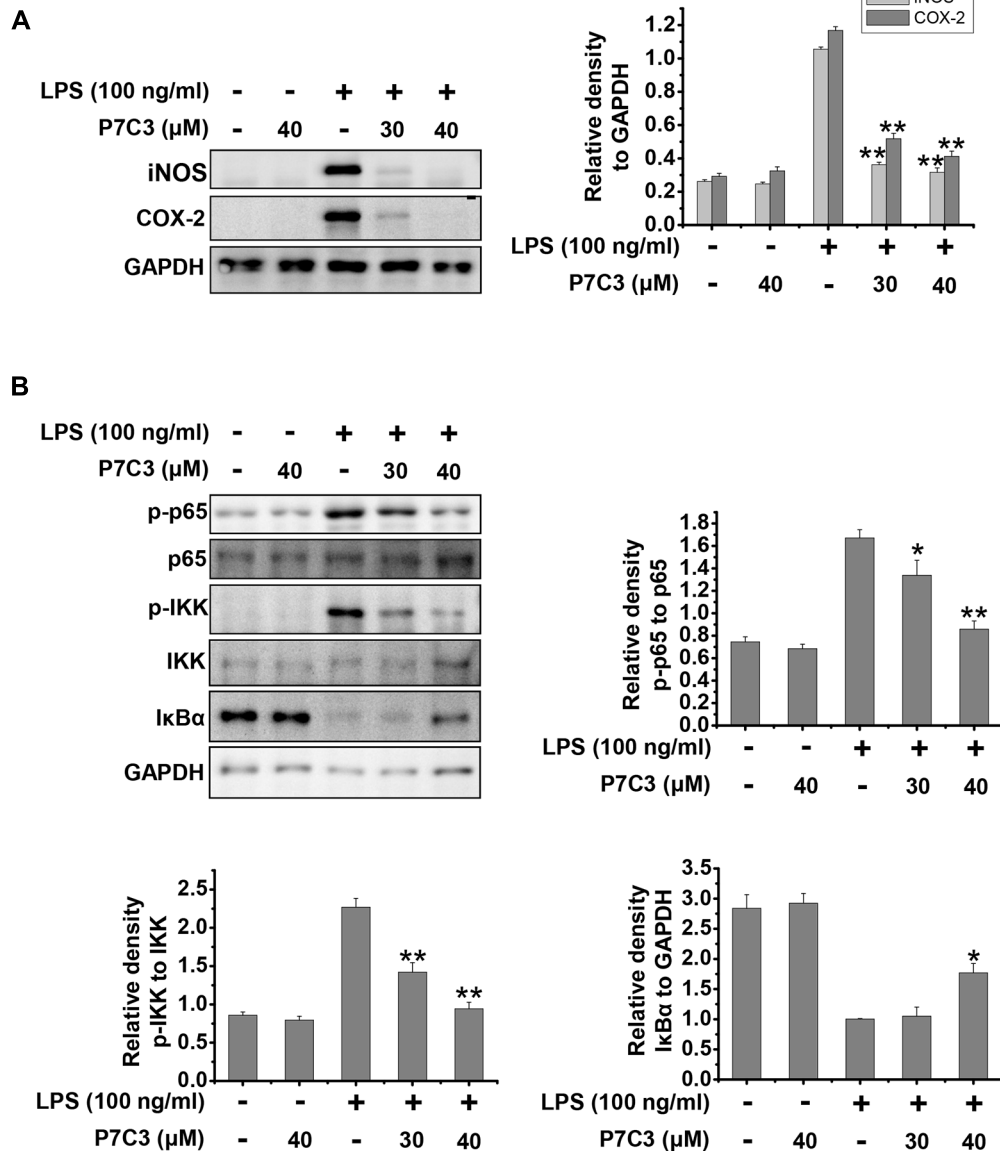 A
LPS (100 ng/ml) - - + + +
P7C3 (µM) - 40 - 30 40
iNOS
COX-2
GAPDH
iNOS
COX-2
Relative density
to GAPDH
1.2
1.0
0.8
0.6
0.4
0.2
0.0
** ** ** **
LPS (100 ng/ml) - - + + +
P7C3 (µM) - 40 - 30 40
B
LPS (100 ng/ml) - - + + +
P7C3 (µM) - 40 - 30 40
p-p65
p65
p-IKK
IKK
IκBα
GAPDH
Relative density
p-p65 to p65
1.8
1.6
1.4
1.2
1.0
0.8
0.6
0.4
0.2
0.0
* **
LPS (100 ng/ml) - - + + +
P7C3 (µM) - 40 - 30 40
Relative density
p-IKK to IKK
2.5
2.0
1.5
1.0
0.5
0.0
** **
LPS (100 ng/ml) - - + + +
P7C3 (µM) - 40 - 30 40
Relative density
IκBα to GAPDH
3.5
3.0
2.5
2.0
1.5
1.0
0.5
0.0
*
LPS (100 ng/ml) - - + + +
P7C3 (µM) - 40 - 30 40